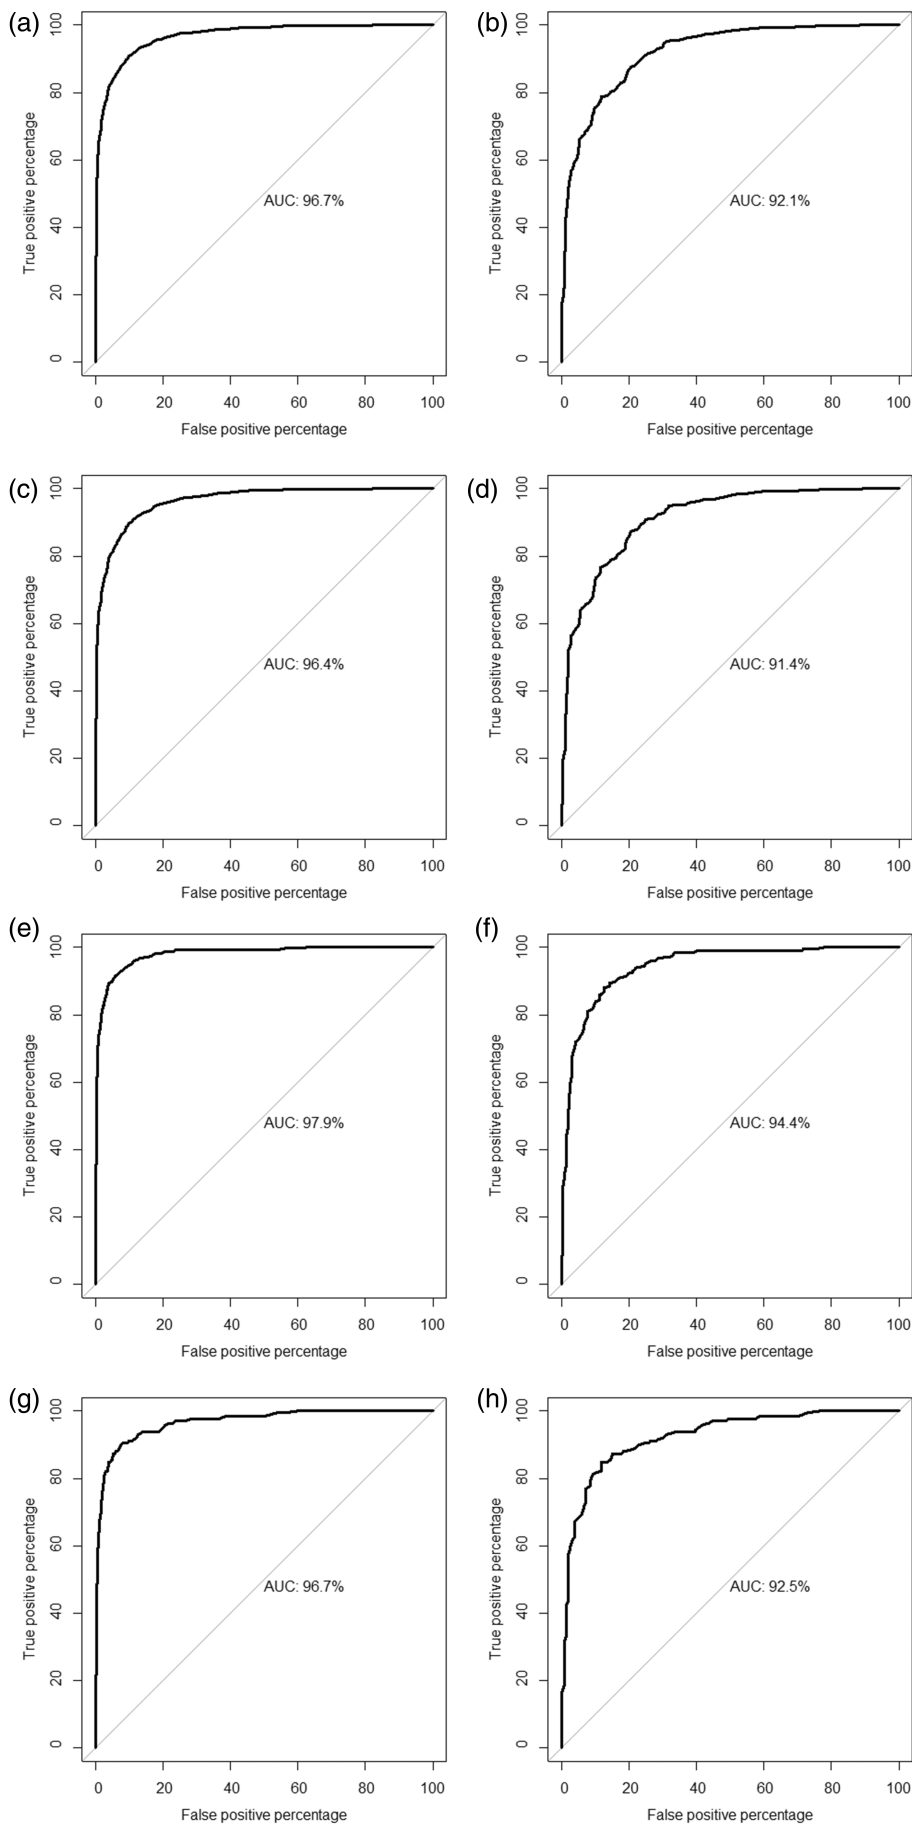 (a)
100
80
60
40
20
0
True positive percentage
AUC: 96.7%
0 20 40 60 80 100
False positive percentage
(b)
100
80
60
40
20
0
True positive percentage
AUC: 92.1%
0 20 40 60 80 100
False positive percentage
(c)
100
80
60
40
20
0
True positive percentage
AUC: 96.4%
0 20 40 60 80 100
False positive percentage
(d)
100
80
60
40
20
0
True positive percentage
AUC: 91.4%
0 20 40 60 80 100
False positive percentage
(e)
100
80
60
40
20
0
True positive percentage
AUC: 97.9%
0 20 40 60 80 100
False positive percentage
(f)
100
80
60
40
20
0
True positive percentage
AUC: 94.4%
0 20 40 60 80 100
False positive percentage
(g)
100
80
60
40
20
0
True positive percentage
AUC: 96.7%
0 20 40 60 80 100
False positive percentage
(h)
100
80
60
40
20
0
True positive percentage
AUC: 92.5%
0 20 40 60 80 100
False positive percentage